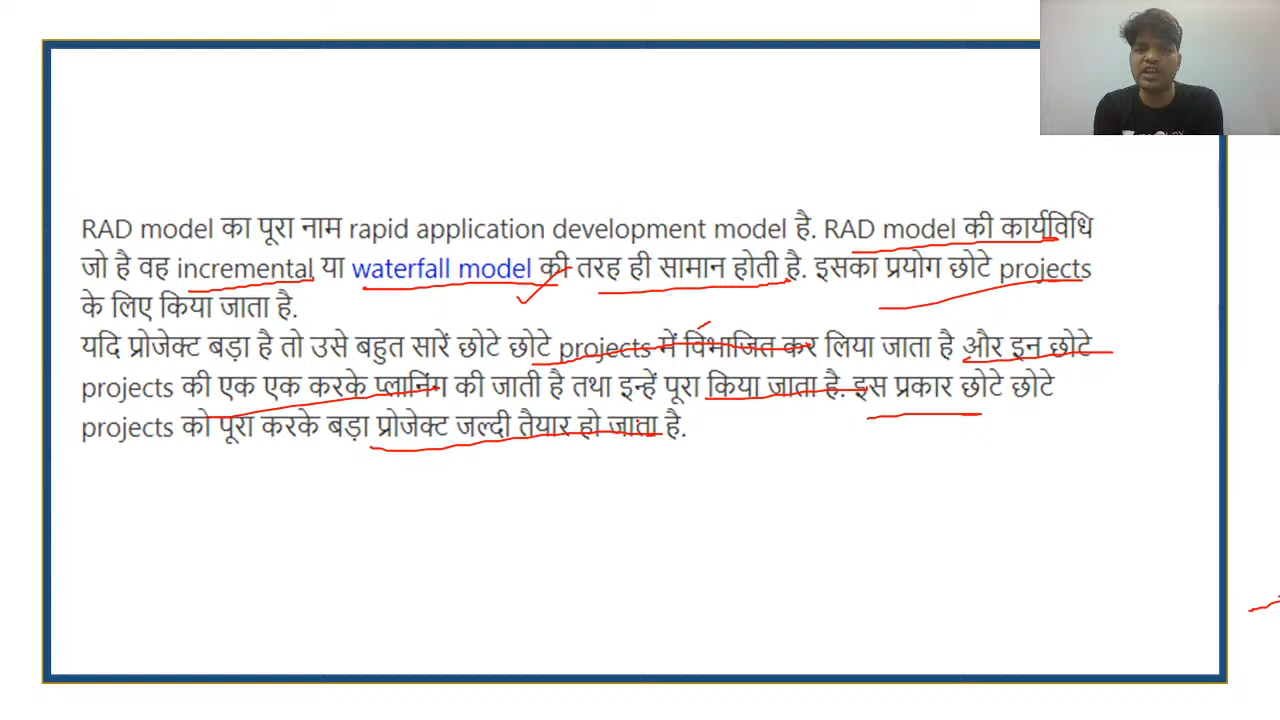 RAD model का पूरा नाम rapid application development model है. RAD model की कार्यविधि
जो है वह incremental या waterfall model की तरह ही सामान होती है. इसका प्रयोग छोटे projects
के लिए किया जाता है.
यदि प्रोजेक्ट बड़ा है तो उसे बहुत सारें छोटे छोटे projects में विभाजित कर लिया जाता है और इन छोटे
projects की एक एक करके प्लानिंग की जाती है तथा इन्हें पूरा किया जाता है. इस प्रकार छोटे छोटे
projects को पूरा करके बड़ा प्रोजेक्ट जल्दी तैयार हो जाता है.